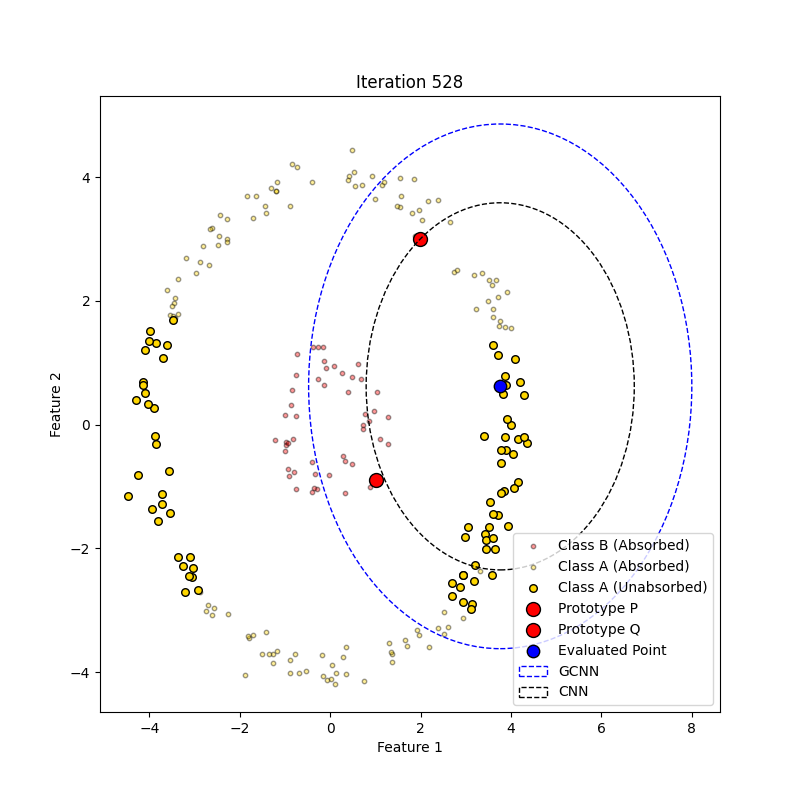 Iteration 528
4
2
0
−2
−4
Feature 2
−4
−2
0
2
4
6
8
Feature 1
Class B (Absorbed)
Class A (Absorbed)
Class A (Unabsorbed)
Prototype P
Prototype Q
Evaluated Point
GCNN
CNN